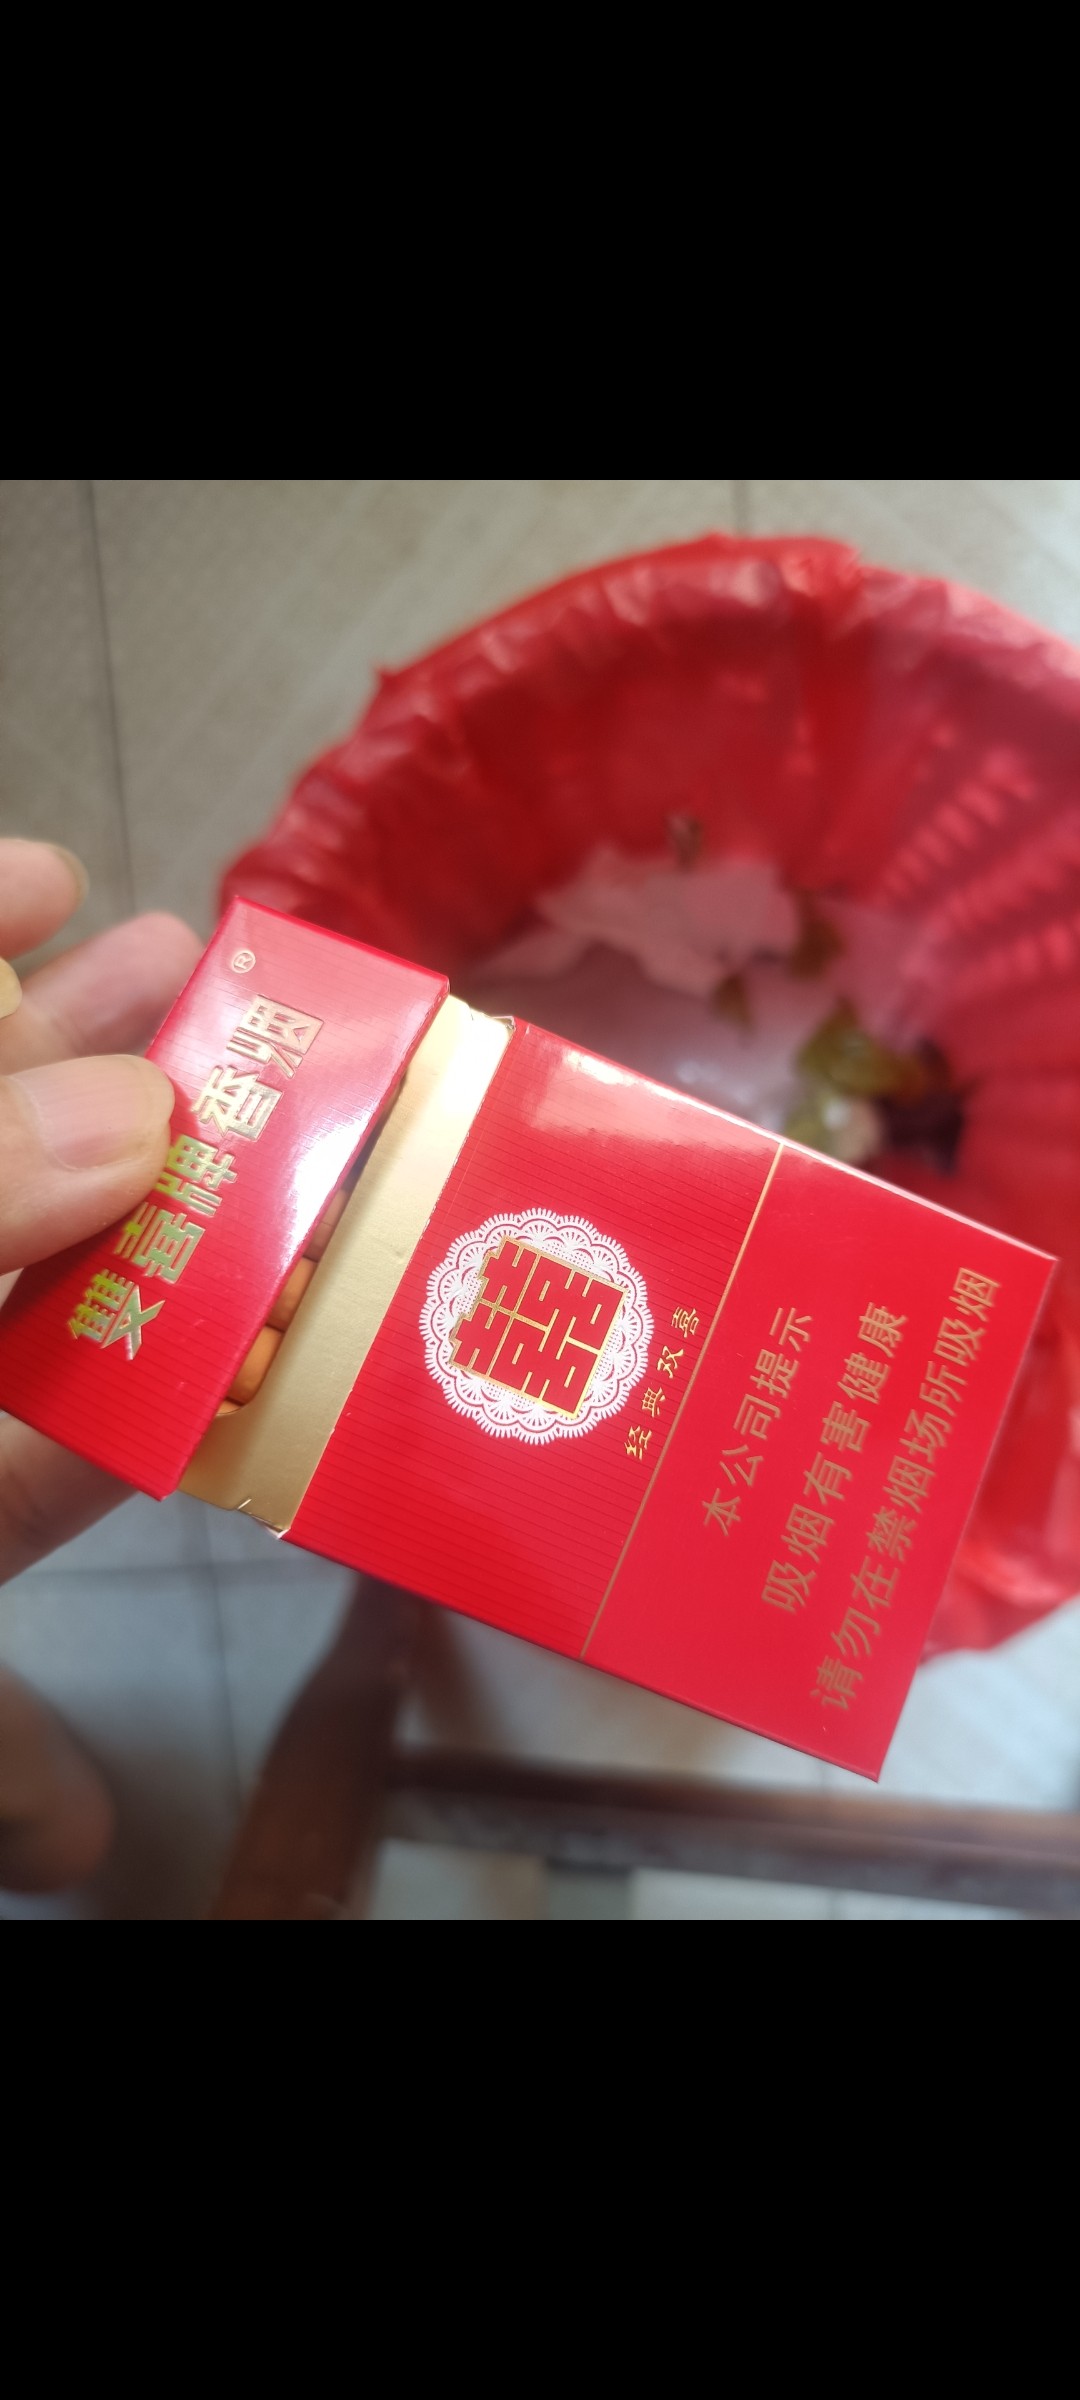 雙喜牌香烟®
囍
经典双喜
本公司提示
吸烟有害健康
请勿在禁烟场所吸烟